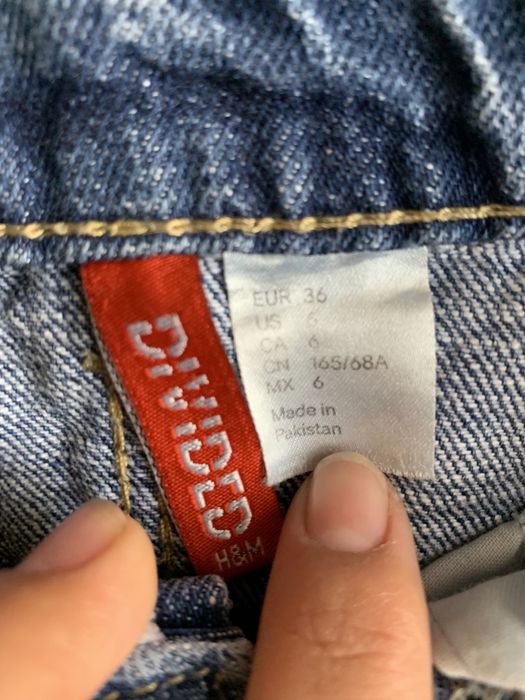 DIVIDED
H&M
EUR 36
US 6
CA 6
CN 165/68A
MX 6
Made in
Pakistan